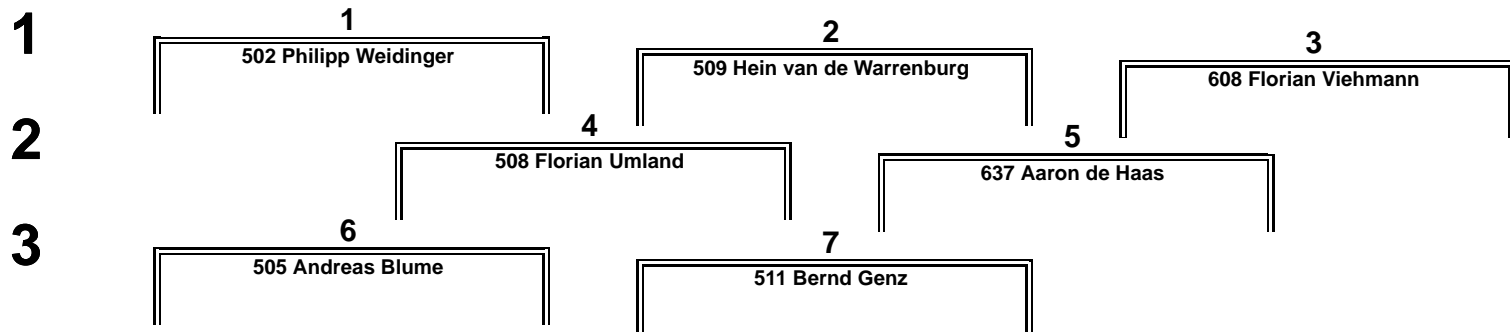 1
1
502 Philipp Weidinger
2
509 Hein van de Warrenburg
3
608 Florian Viehmann
2
4
508 Florian Umland
5
637 Aaron de Haas
3
6
505 Andreas Blume
7
511 Bernd Genz